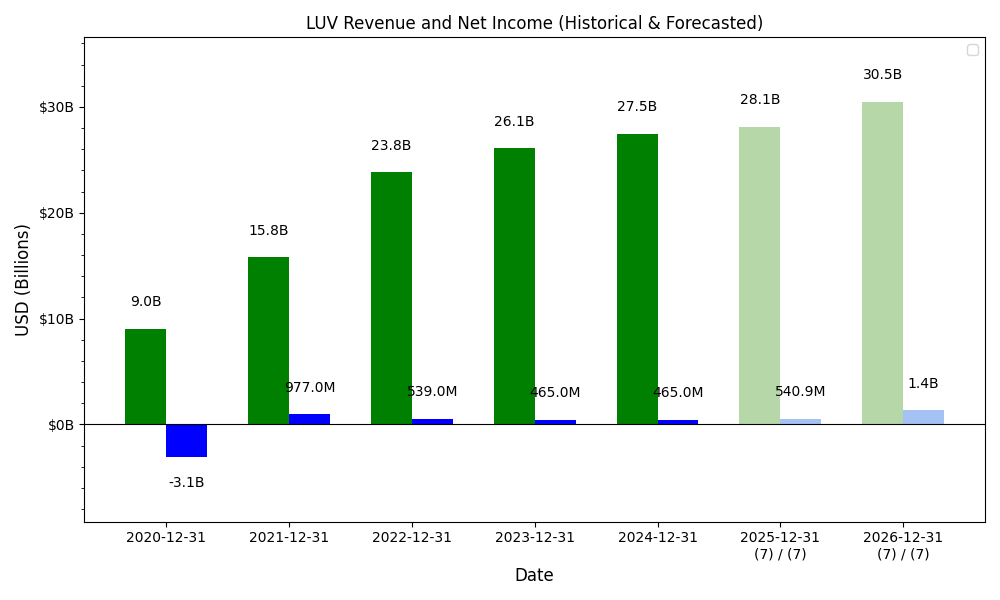 LUV Revenue and Net Income (Historical & Forecasted)
USD (Billions)
$30B
$20B
$10B
$0B
9.0B
-3.1B
15.8B
977.0M
23.8B
539.0M
26.1B
465.0M
27.5B
465.0M
28.1B
540.9M
30.5B
1.4B
2020-12-31
2021-12-31
2022-12-31
2023-12-31
2024-12-31
2025-12-31
(7) / (7)
2026-12-31
(7) / (7)
Date